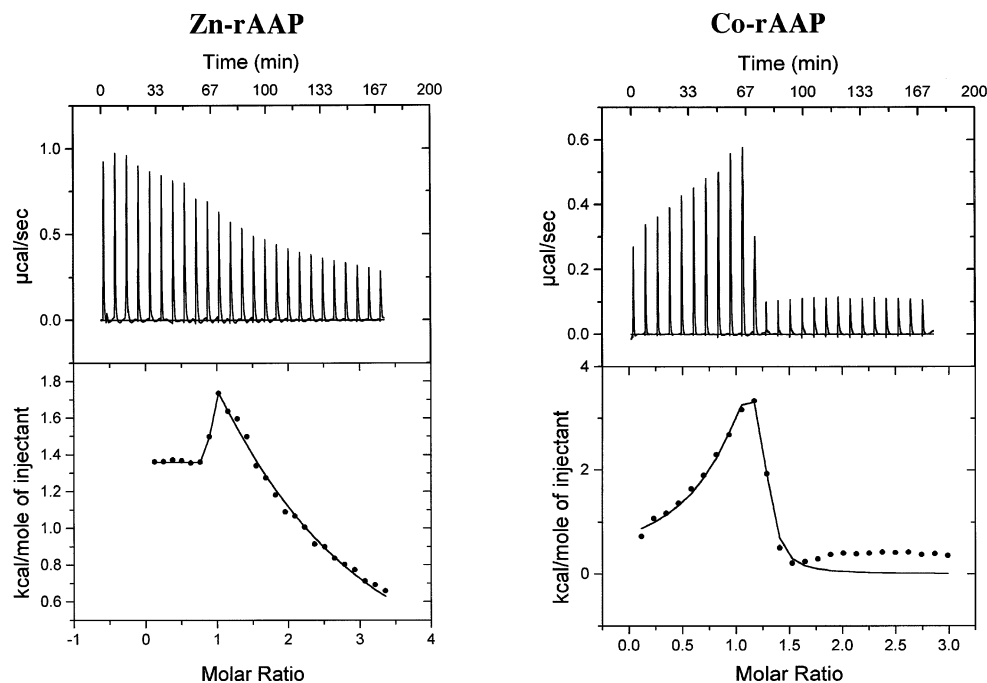 Zn-rAAP
Time (min)
0 33 67 100 133 167 200
1.0
0.5
0.0
µcal/sec
1.8
1.6
1.4
1.2
1.0
0.8
0.6
kcal/mole of injectant
-1 0 1 2 3 4
Molar Ratio
Co-rAAP
Time (min)
0 33 67 100 133 167 200
0.6
0.4
0.2
0.0
µcal/sec
4
2
0
kcal/mole of injectant
0.0 0.5 1.0 1.5 2.0 2.5 3.0
Molar Ratio